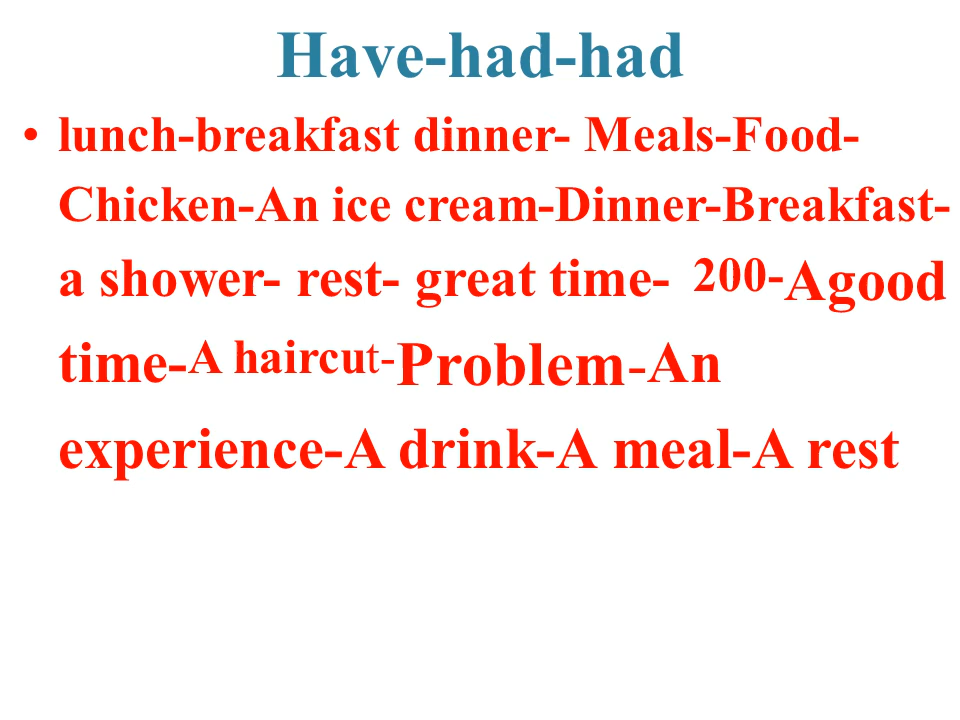 Have-had-had
• lunch-breakfast dinner- Meals-Food-
Chicken-An ice cream-Dinner-Breakfast-
a shower- rest- great time- 200-Agood
time-A haircut-Problem-An
experience-A drink-A meal-A rest